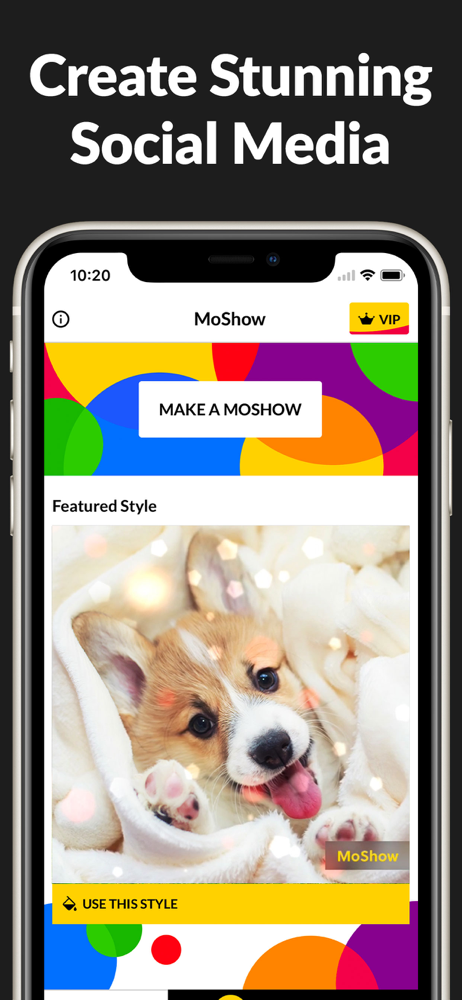 Create Stunning
Social Media
10:20
MoShow
VIP
MAKE A MOSHOW
Featured Style
MoShow
USE THIS STYLE